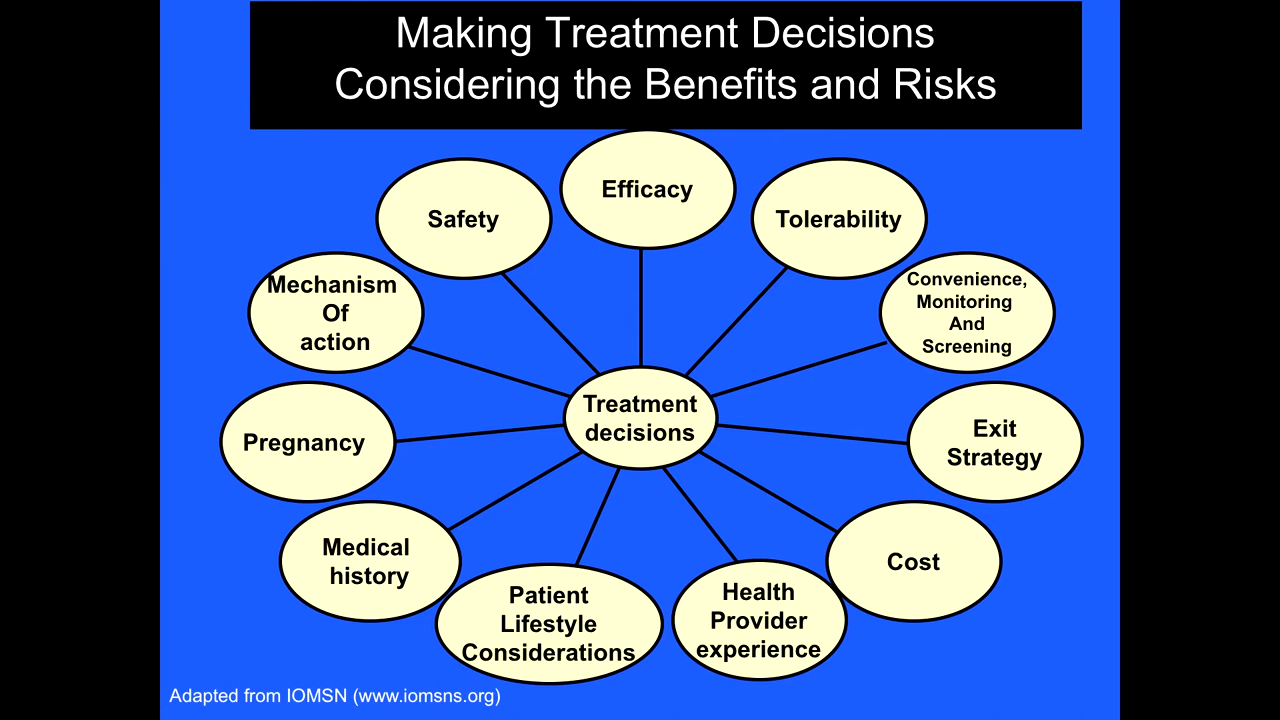 Making Treatment Decisions
Considering the Benefits and Risks
Efficacy
Safety
Tolerability
Mechanism
Of
action
Convenience,
Monitoring
And
Screening
Treatment
decisions
Pregnancy
Exit
Strategy
Medical
history
Cost
Patient
Lifestyle
Considerations
Health
Provider
experience
Adapted from IOMSN (www.iomsns.org)